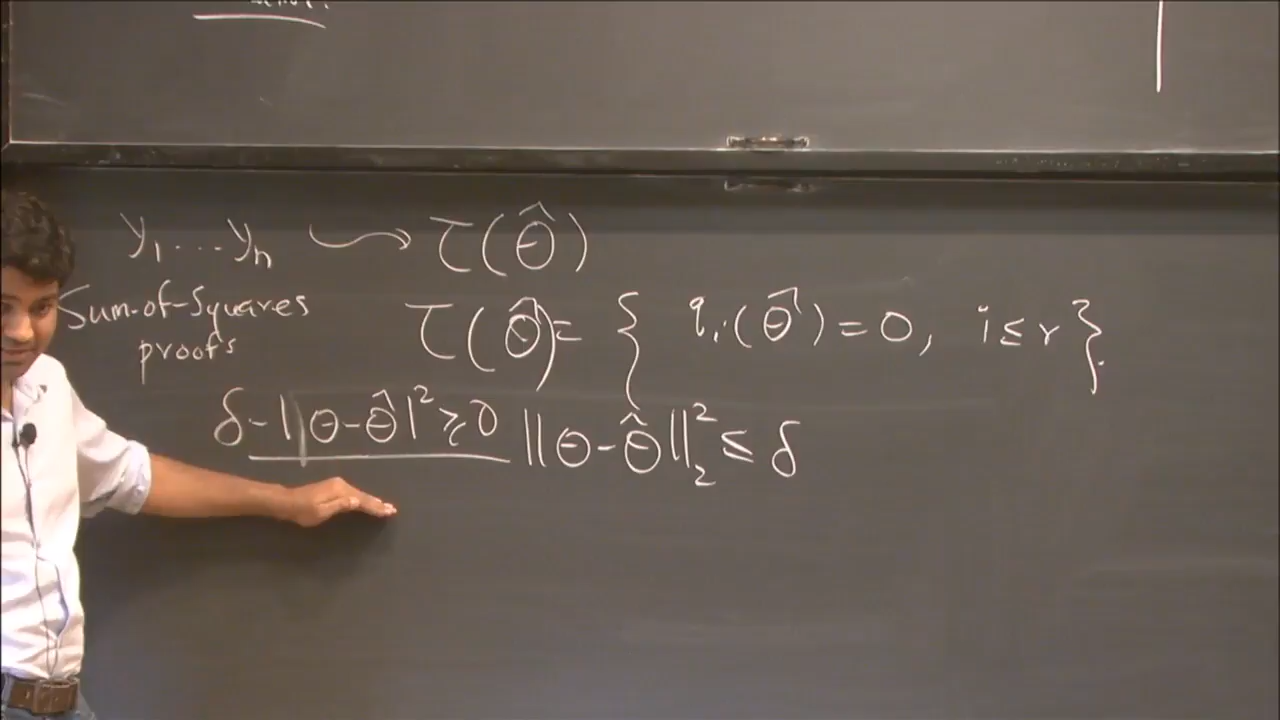 y₁ ... yₙ ⟿ τ(θ̂)
Sum-of-Squares
proofs
τ(θ̂) = { qᵢ(θ̂) = 0, i ≤ r }.
δ - ||θ - θ̂|² ≥ 0
||θ - θ̂||₂² ≤ δ